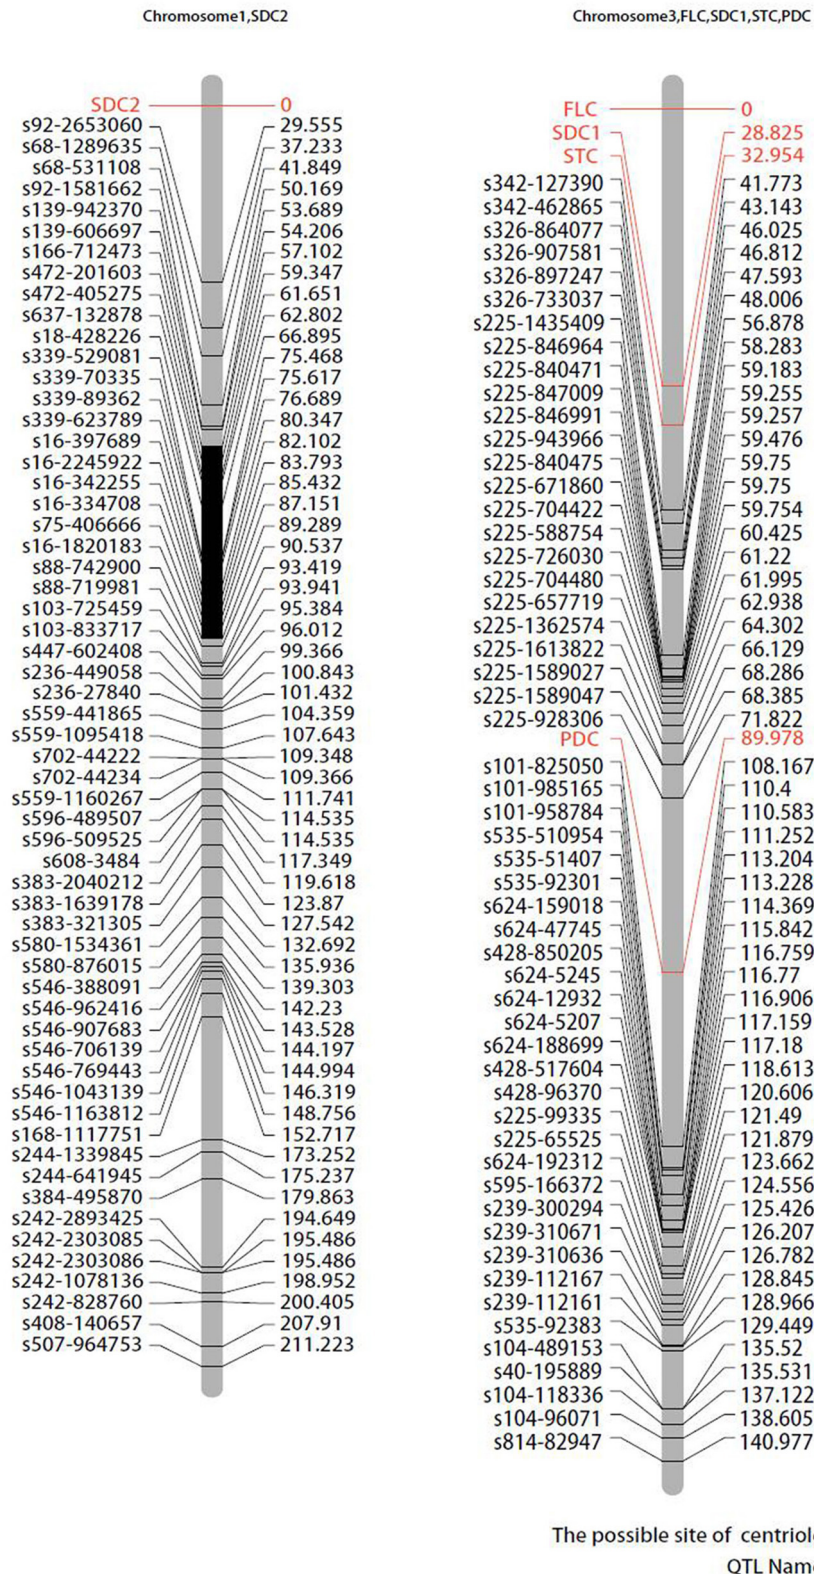 Chromosome1,SDC2
SDC2 0
s92-2653060 29.555
s68-1289635 37.233
s68-531108 41.849
s92-1581662 50.169
s139-942370 53.689
s139-606697 54.206
s166-712473 57.102
s472-201603 59.347
s472-405275 61.651
s637-132878 62.802
s18-428226 66.895
s339-529081 75.468
s339-70335 75.617
s339-89362 76.689
s339-623789 80.347
s16-397689 82.102
s16-2245922 83.793
s16-342255 85.432
s16-334708 87.151
s75-406666 89.289
s16-1820183 90.537
s88-742900 93.419
s88-719981 93.941
s103-725459 95.384
s103-833717 96.012
s447-602408 99.366
s236-449058 100.843
s236-27840 101.432
s559-441865 104.359
s559-1095418 107.643
s702-44222 109.348
s702-44234 109.366
s559-1160267 111.741
s596-489507 114.535
s596-509525 114.535
s608-3484 117.349
s383-2040212 119.618
s383-1639178 123.87
s383-321305 127.542
s580-1534361 132.692
s580-876015 135.936
s546-388091 139.303
s546-962416 142.23
s546-907683 143.528
s546-706139 144.197
s546-769443 144.994
s546-1043139 146.319
s546-1163812 148.756
s168-1117751 152.717
s244-1339845 173.252
s244-641945 175.237
s384-495870 179.863
s242-2893425 194.649
s242-2303085 195.486
s242-2303086 195.486
s242-1078136 198.952
s242-828760 200.405
s408-140657 207.91
s507-964753 211.223
Chromosome3,FLC,SDC1,STC,PDC
FLC 0
SDC1 28.825
STC 32.954
s342-127390 41.773
s342-462865 43.143
s326-864077 46.025
s326-907581 46.812
s326-897247 47.593
s326-733037 48.006
s225-1435409 56.878
s225-846964 58.283
s225-840471 59.183
s225-847009 59.255
s225-846991 59.257
s225-943966 59.476
s225-840475 59.75
s225-671860 59.75
s225-704422 59.754
s225-588754 60.425
s225-726030 61.22
s225-704480 61.995
s225-657719 62.938
s225-1362574 64.302
s225-1613822 66.129
s225-1589027 68.286
s225-1589047 68.385
s225-928306 71.822
PDC 89.978
s101-825050 108.167
s101-985165 110.4
s101-958784 110.583
s535-510954 111.252
s535-51407 113.204
s535-92301 113.228
s624-159018 114.369
s624-47745 115.842
s428-850205 116.759
s624-5245 116.77
s624-12932 116.906
s624-5207 117.159
s624-188699 117.18
s428-517604 118.613
s428-96370 120.606
s225-99335 121.49
s225-65525 121.879
s624-192312 123.662
s595-166372 124.556
s239-300294 125.426
s239-310671 126.207
s239-310636 126.782
s239-112167 128.845
s239-112161 128.966
s535-92383 129.449
s104-489153 135.52
s40-195889 135.531
s104-118336 137.122
s104-96071 138.605
s814-82947 140.977
The possible site of centriole
QTL Name